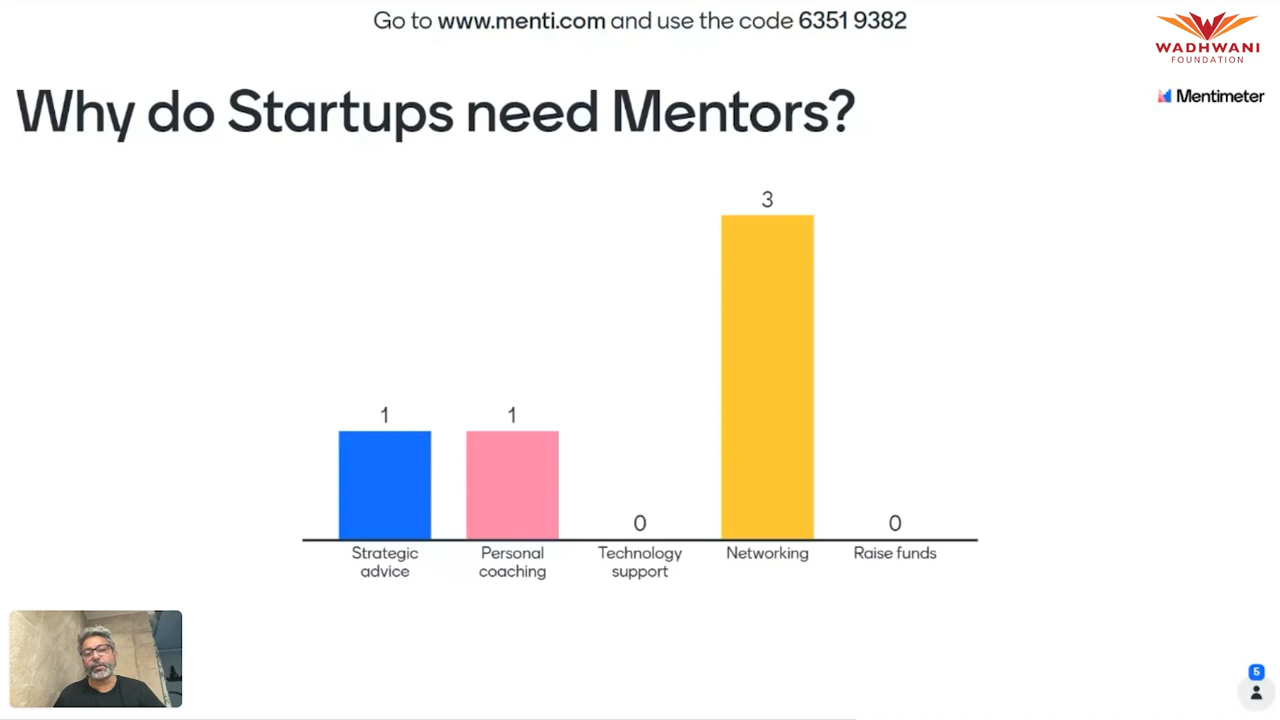 Go to www.menti.com and use the code 6351 9382
WADHWANI
FOUNDATION
Mentimeter
Why do Startups need Mentors?
3
1
1
0
0
Strategic
advice
Personal
coaching
Technology
support
Networking
Raise funds
5